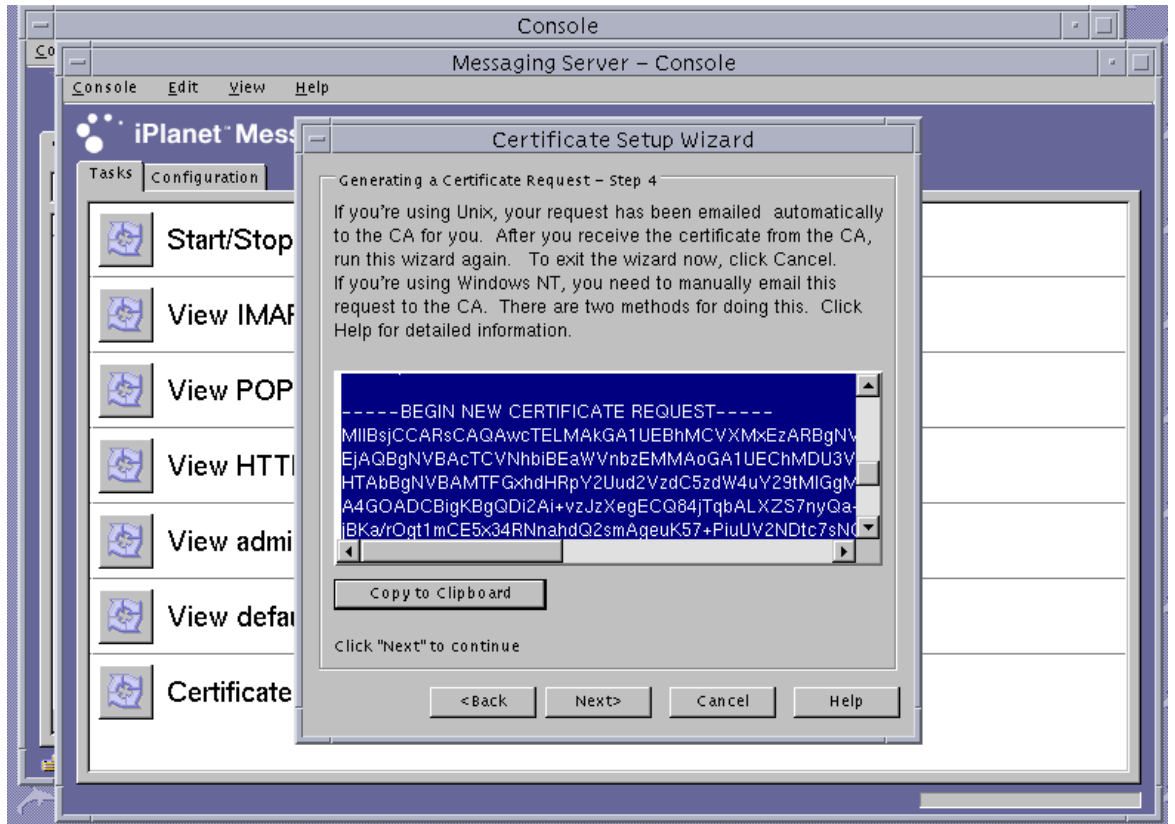 Console
Co
Messaging Server – Console
Console Edit View Help
iPlanet™ Mess
Certificate Setup Wizard
Tasks Configuration
Generating a Certificate Request – Step 4
If you're using Unix, your request has been emailed automatically
to the CA for you. After you receive the certificate from the CA,
run this wizard again. To exit the wizard now, click Cancel.
If you're using Windows NT, you need to manually email this
request to the CA. There are two methods for doing this. Click
Help for detailed information.
Start/Stop
View IMAP
View POP
View HTTP
View admi
View defau
Certificate
-----BEGIN NEW CERTIFICATE REQUEST-----
MIIBsjCCARsCAQAwcTELMAkGA1UEBhMCVXMxEzARBgNV
EjAQBgNVBAcTCVNhbiBEaWVnbzEMMAoGA1UEChMDU3V
HTAbBgNVBAMTFGxhdHRpY2Uud2VzdC5zdW4uY29tMIGgM
A4GOADCBigKBgQDi2Ai+vzJzXegECQ84jTqbALXZS7nyQa-
jBKa/rOgt1mCE5x34RNnahdQ2smAgeuK57+PiuUV2NDtc7sN
Copy to Clipboard
Click "Next" to continue
<Back Next> Cancel Help